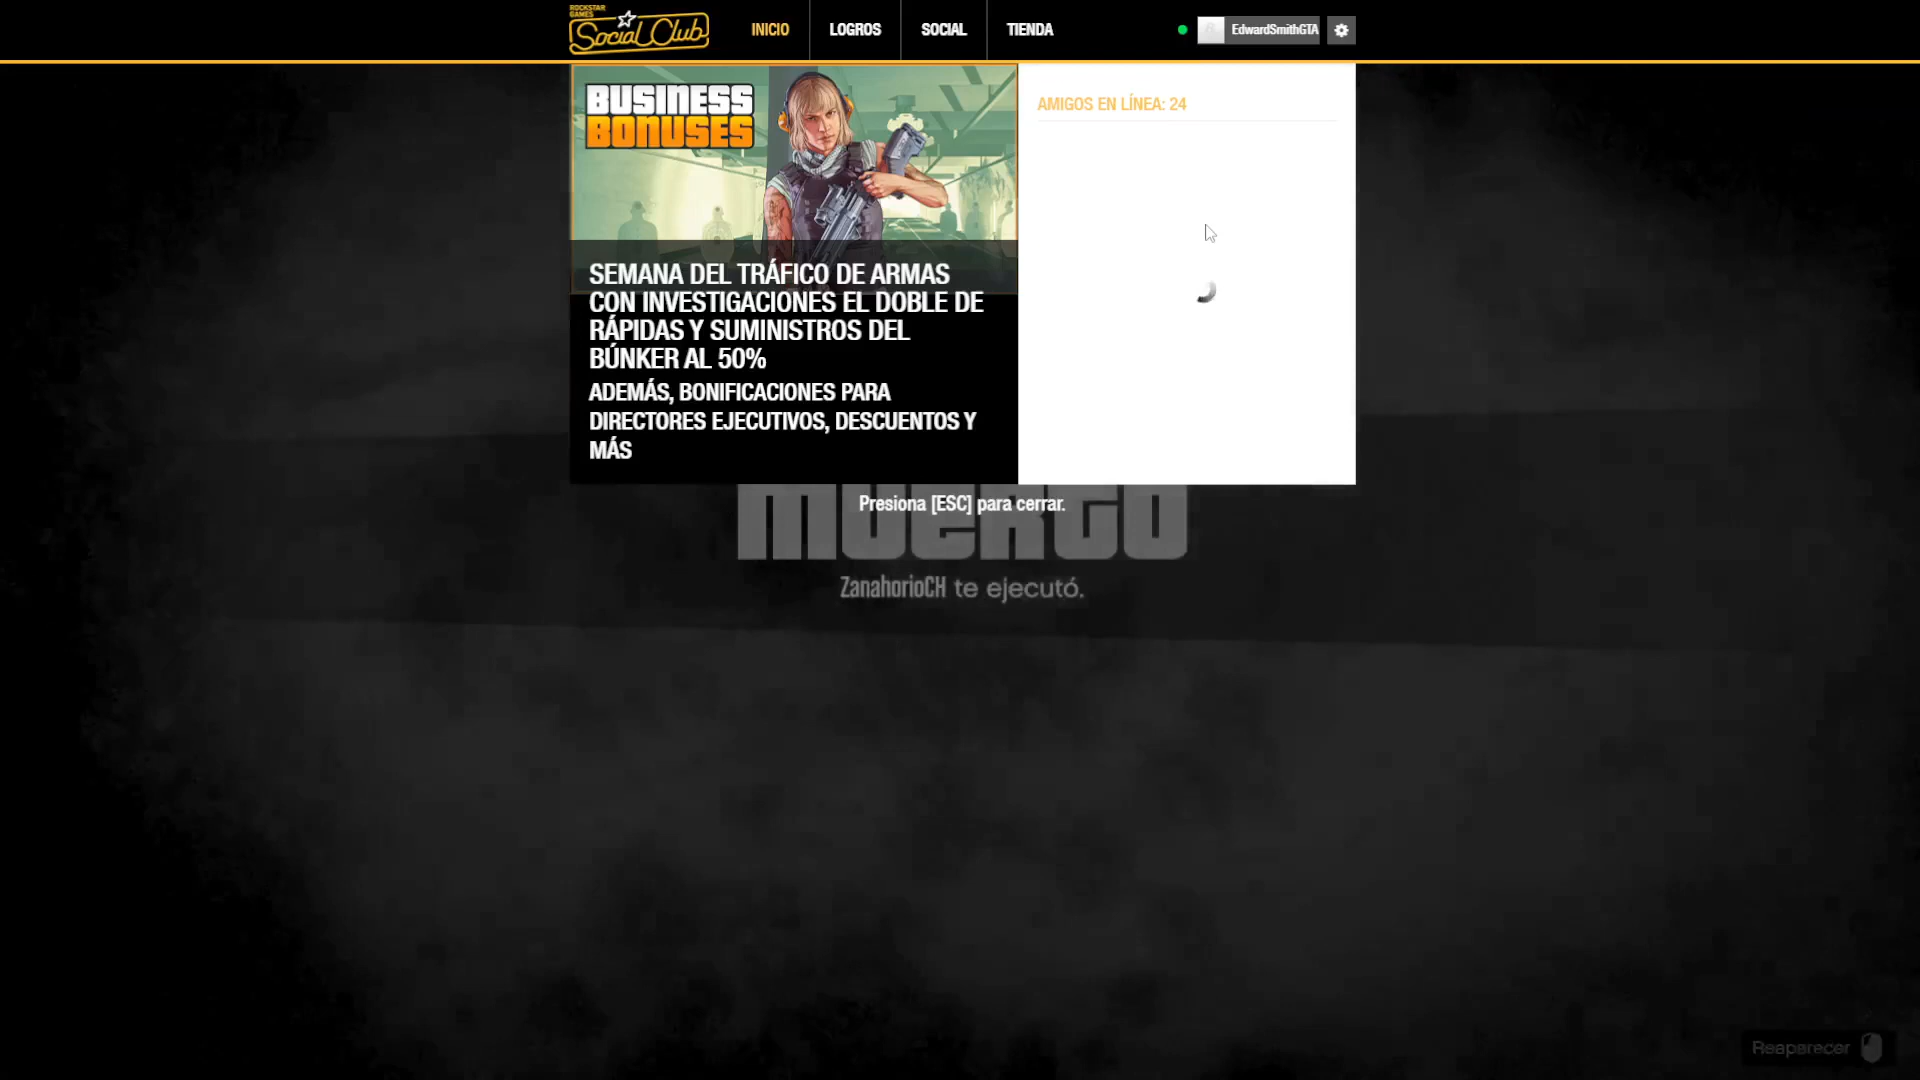 ROCKSTAR
GAMES
Social Club
INICIO
LOGROS
SOCIAL
TIENDA
EdwardSmithGTA
BUSINESS
BONUSES
SEMANA DEL TRÁFICO DE ARMAS
CON INVESTIGACIONES EL DOBLE DE
RÁPIDAS Y SUMINISTROS DEL
BÚNKER AL 50%
ADEMÁS, BONIFICACIONES PARA
DIRECTORES EJECUTIVOS, DESCUENTOS Y
MÁS
AMIGOS EN LÍNEA: 24
Presiona [ESC] para cerrar.
MUERTO
ZanahorioCH te ejecutó.
Reaparecer